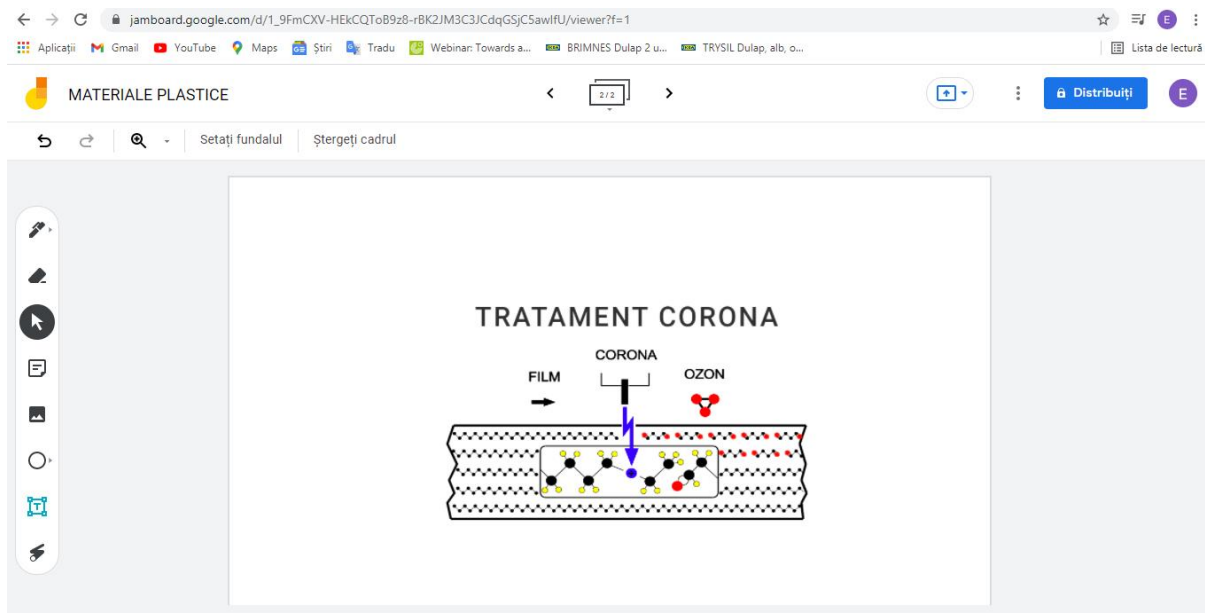 jamboard.google.com/d/1_9FmCXV-HEkCQToB9z8-rBK2JM3C3JCdqGSjC5awIfU/viewer?f=1
E
Aplicații Gmail YouTube Maps Știri Tradu Webinar: Towards a... BRIMNES Dulap 2 u... TRYSIL Dulap, alb, o... Lista de lectură
MATERIALE PLASTICE 2 / 2 Distribuiți E
Setați fundalul Ștergeți cadrul
TRATAMENT CORONA
CORONA
FILM OZON